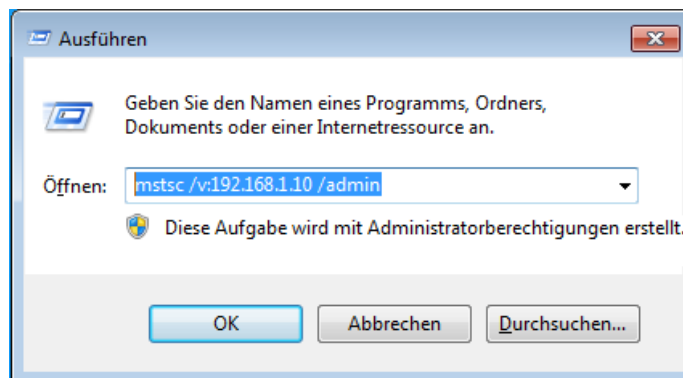 Ausführen
Geben Sie den Namen eines Programms, Ordners,
Dokuments oder einer Internetressource an.
Öffnen: mstsc /v:192.168.1.10 /admin
Diese Aufgabe wird mit Administratorberechtigungen erstellt.
OK Abbrechen Durchsuchen...